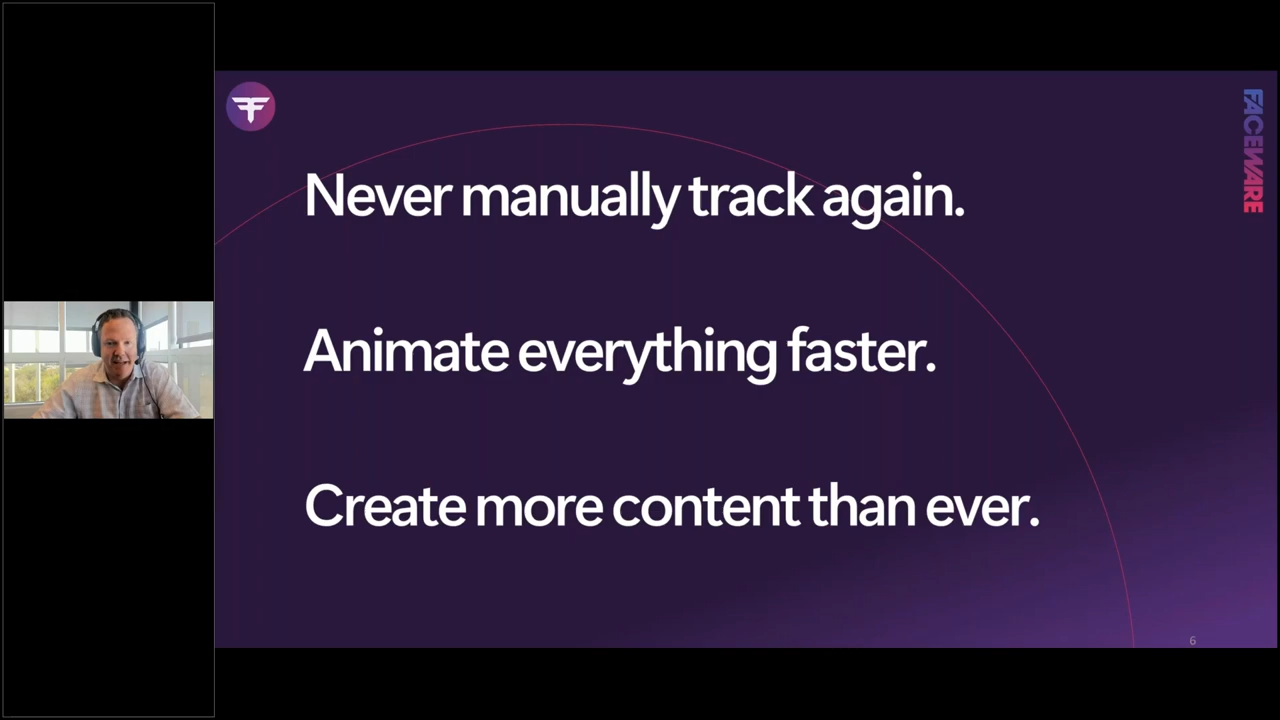 FACEWARE
Never manually track again.
Animate everything faster.
Create more content than ever.
6